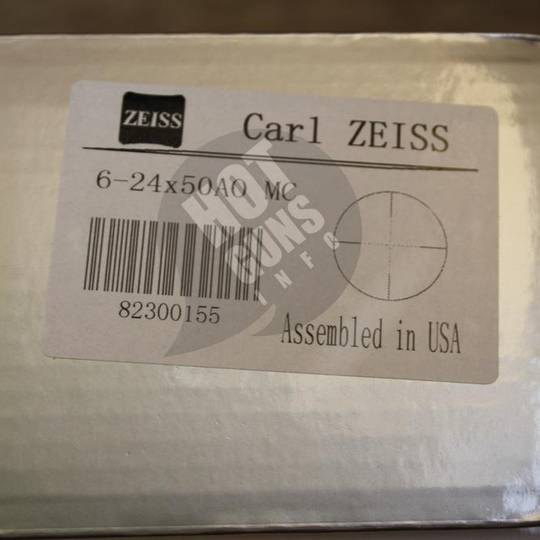 ZEISS
Carl ZEISS
6-24x50AO MC
82300155
Assembled in USA
HOT
GUNS
INFO